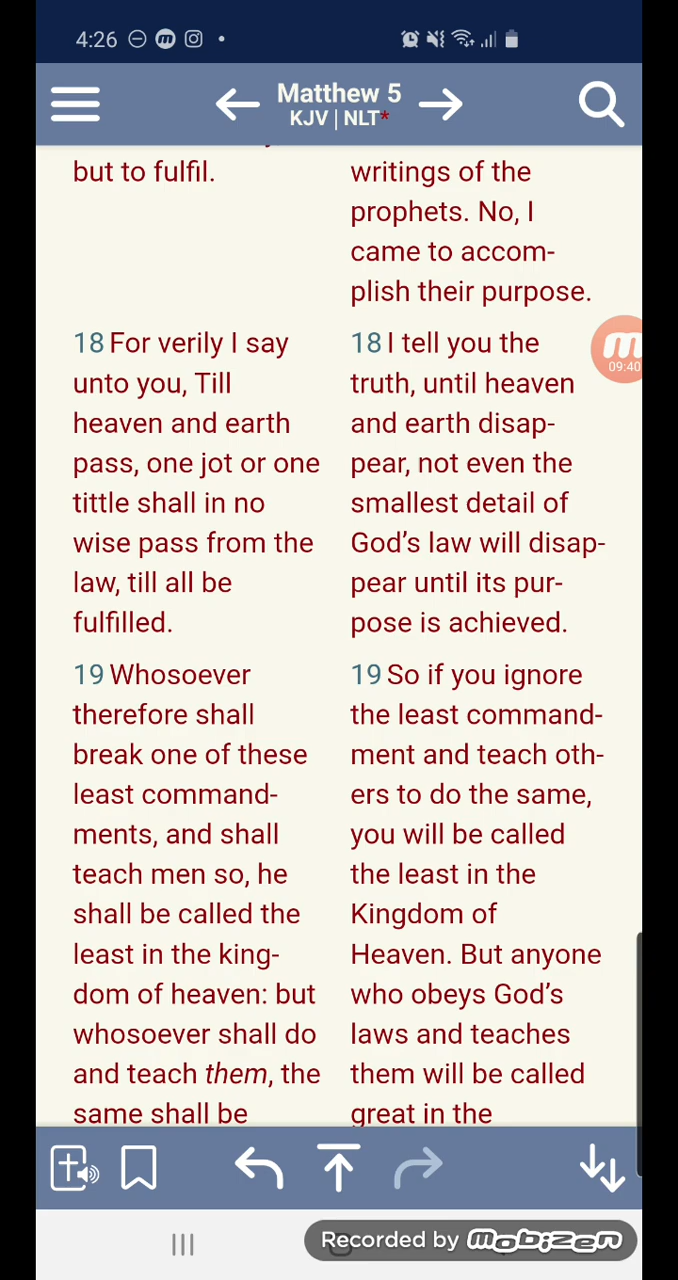 4:26
Matthew 5
KJV | NLT*
but to fulfil.
writings of the
prophets. No, I
came to accom-
plish their purpose.
18 For verily I say
unto you, Till
heaven and earth
pass, one jot or one
tittle shall in no
wise pass from the
law, till all be
fulfilled.
18 I tell you the
truth, until heaven
and earth disap-
pear, not even the
smallest detail of
God’s law will disap-
pear until its pur-
pose is achieved.
09:40
19 Whosoever
therefore shall
break one of these
least command-
ments, and shall
teach men so, he
shall be called the
least in the king-
dom of heaven: but
whosoever shall do
and teach them, the
same shall be
19 So if you ignore
the least command-
ment and teach oth-
ers to do the same,
you will be called
the least in the
Kingdom of
Heaven. But anyone
who obeys God’s
laws and teaches
them will be called
great in the
Recorded by mobizen